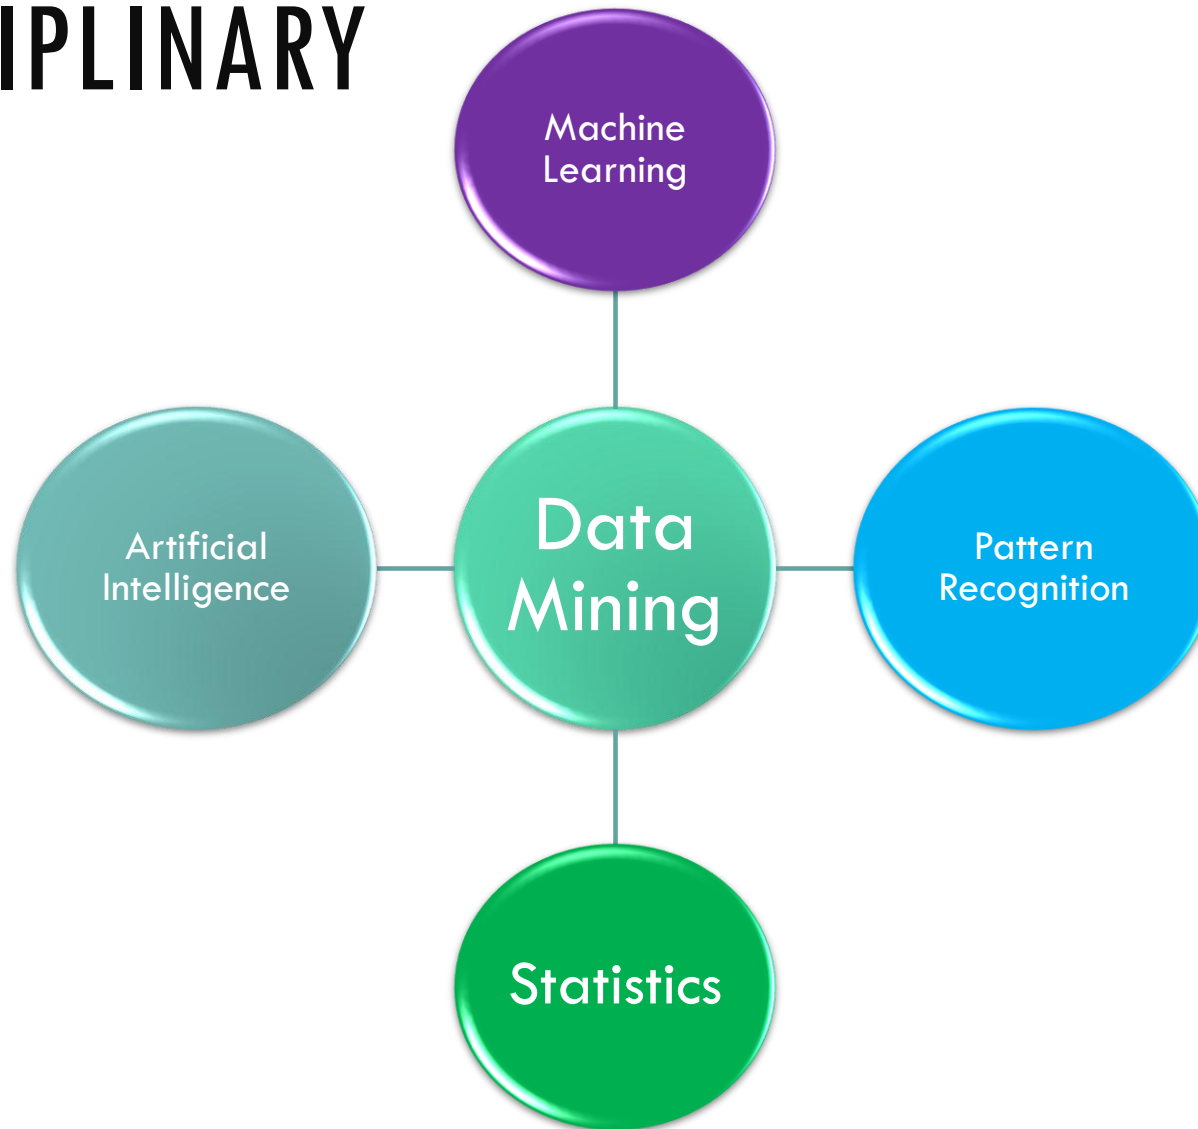 IPLINARY
Machine
Learning
Artificial
Intelligence
Data
Mining
Pattern
Recognition
Statistics